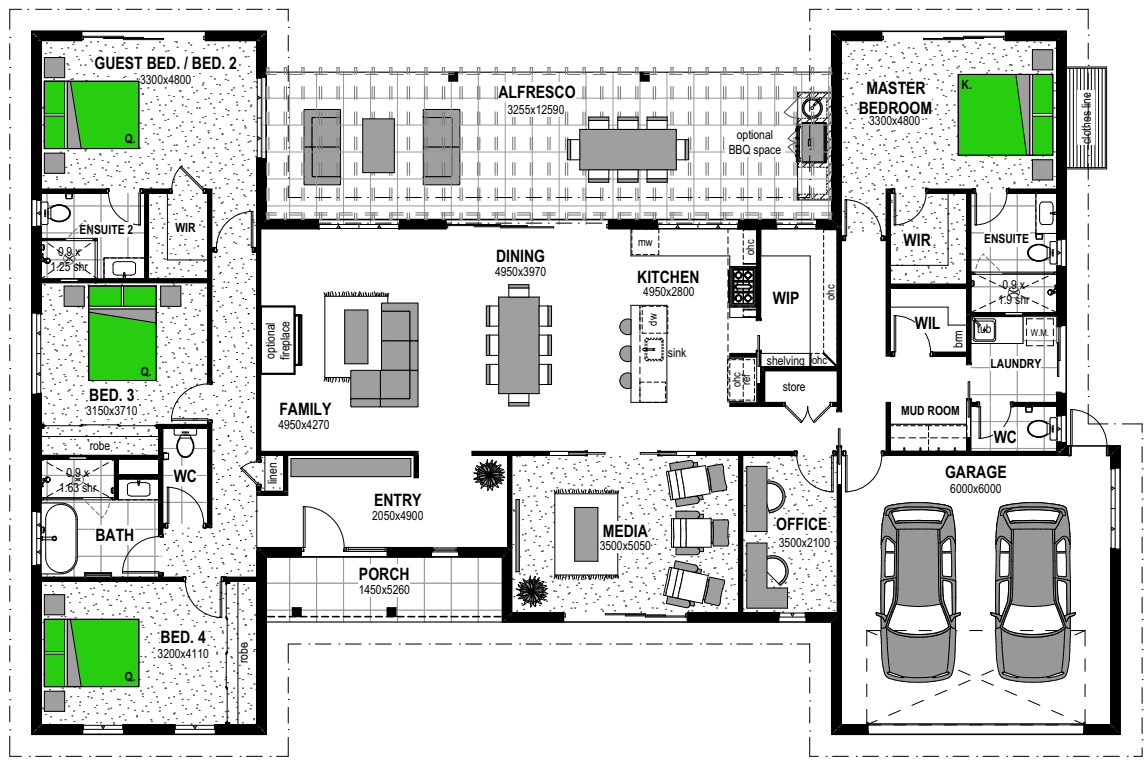 GUEST BED. / BED. 2
3300x4800
Q.
ENSUITE 2
WIR
0.9 x
1.25 shr
Q.
BED. 3
3150x3710
robe
0.9 x
1.63 shr
WC
BATH
linen
BED. 4
3200x4110
Q.
robe
ALFRESCO
3255x12590
optional
BBQ space
optional
fireplace
FAMILY
4950x4270
DINING
4950x3970
KITCHEN
4950x2800
mw
ohc
dw
sink
ohc
ref
WIP
ohc
shelving
ohc
store
ENTRY
2050x4900
PORCH
1450x5260
MEDIA
3500x5050
OFFICE
3500x2100
MASTER
BEDROOM
3300x4800
K.
clothes line
WIR
ENSUITE
0.9 x
1.9 shr
WIL
brm
tub
W.M.
LAUNDRY
MUD ROOM
WC
GARAGE
6000x6000